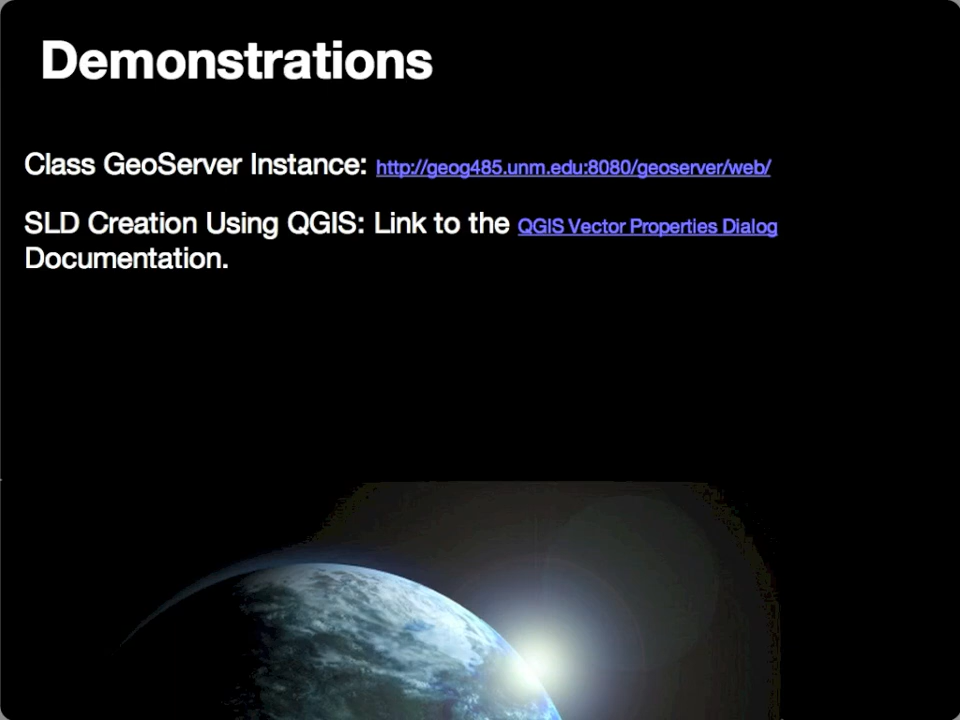 Demonstrations
Class GeoServer Instance: http://geog485.unm.edu:8080/geoserver/web/
SLD Creation Using QGIS: Link to the QGIS Vector Properties Dialog
Documentation.